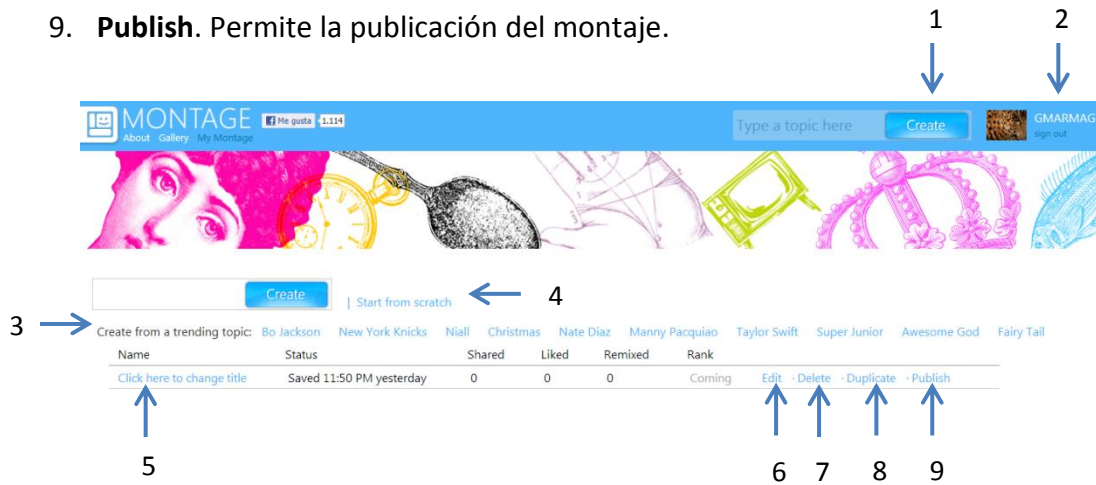 9. Publish. Permite la publicación del montaje.
1 2
MONTAGE Me gusta 1.114
About Gallery My Montage
Type a topic here Create GMARMAG
sign out
Create | Start from scratch 4
3 Create from a trending topic: Bo Jackson New York Knicks Niall Christmas Nate Diaz Manny Pacquiao Taylor Swift Super Junior Awesome God Fairy Tail
Name Status Shared Liked Remixed Rank
Click here to change title Saved 11:50 PM yesterday 0 0 0 Coming Edit · Delete · Duplicate · Publish
5 6 7 8 9